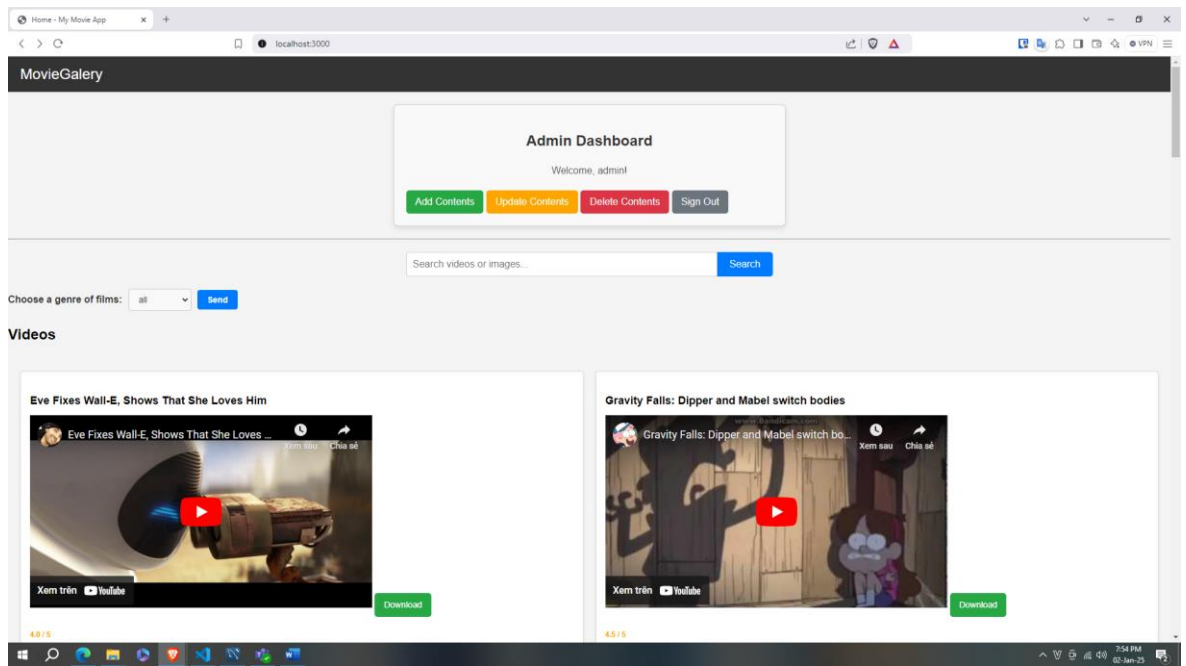 Home - My Movie App
localhost:3000
VPN
MovieGalery
Admin Dashboard
Welcome, admin!
Add Contents Update Contents Delete Contents Sign Out
Search videos or images... Search
Choose a genre of films: all Send
Videos
Eve Fixes Wall-E, Shows That She Loves Him
Eve Fixes Wall-E, Shows That She Loves ...
Xem sau Chia sẻ
Xem trên YouTube
Download
4.0 / 5
Gravity Falls: Dipper and Mabel switch bodies
www.Bandicam.com
Gravity Falls: Dipper and Mabel switch bo...
Xem sau Chia sẻ
Xem trên YouTube
Download
4.5 / 5
7:54 PM
02-Jan-25